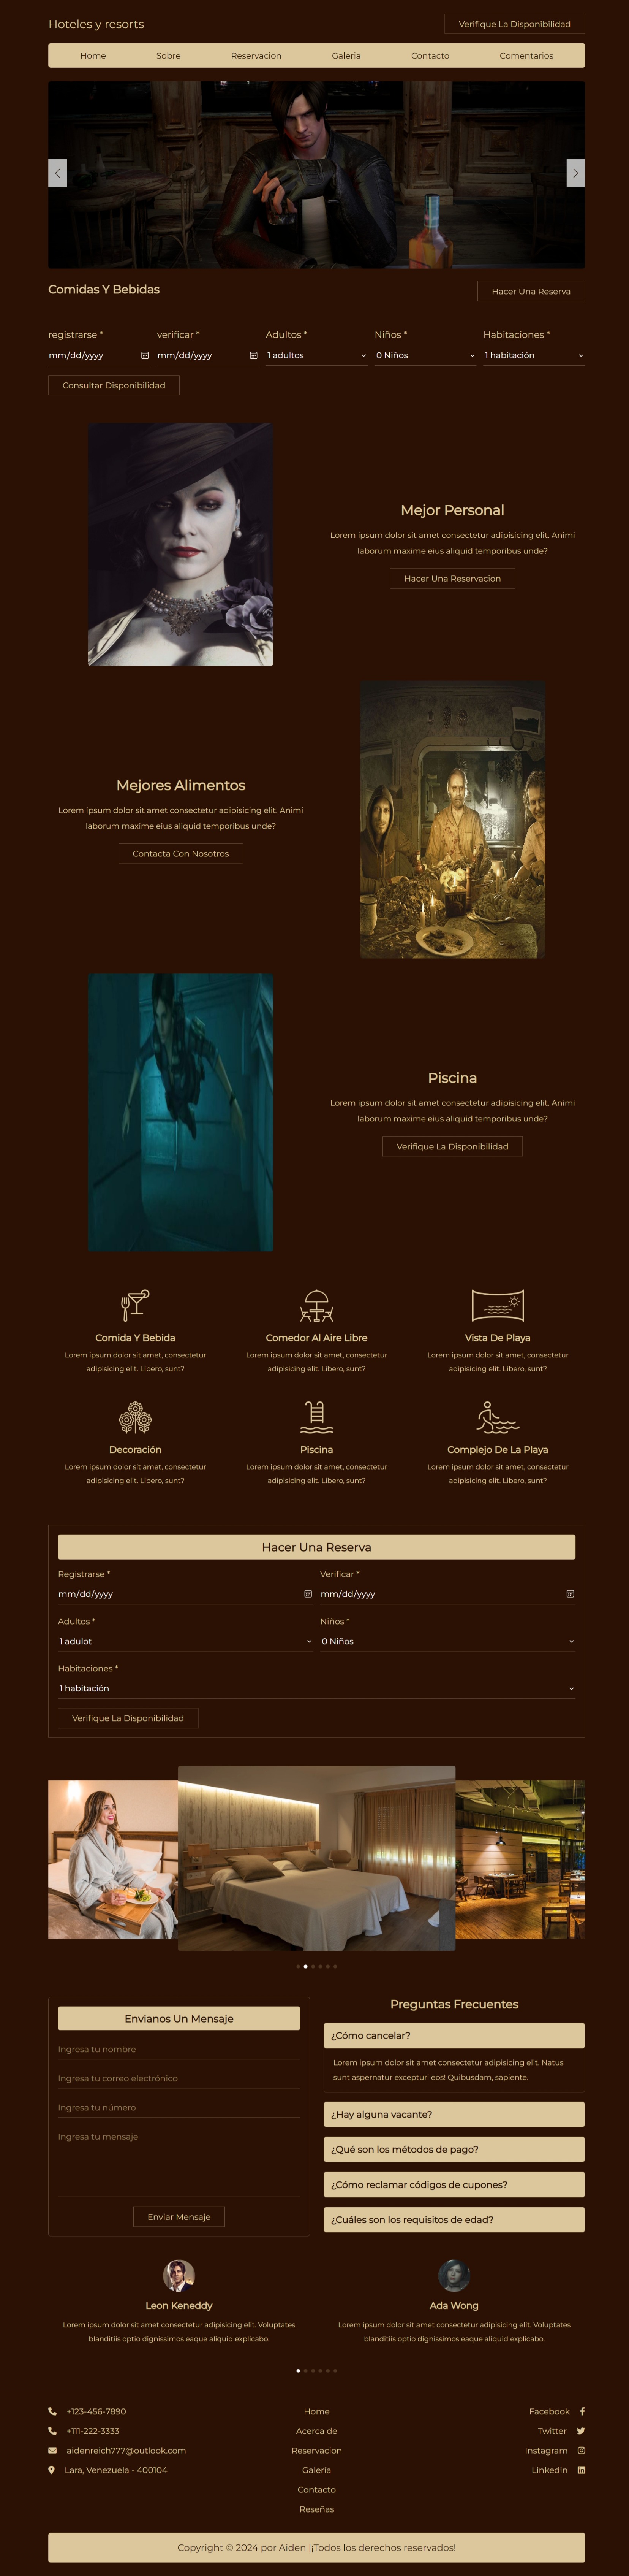 Hoteles y resorts
Verifique La Disponibilidad
Home Sobre Reservacion Galeria Contacto Comentarios
Comidas Y Bebidas
Hacer Una Reserva
registrarse * verificar * Adultos * Niños * Habitaciones *
mm/dd/yyyy mm/dd/yyyy 1 adultos 0 Niños 1 habitación
Consultar Disponibilidad
Mejor Personal
Lorem ipsum dolor sit amet consectetur adipisicing elit. Animi
laborum maxime eius aliquid temporibus unde?
Hacer Una Reservacion
Mejores Alimentos
Lorem ipsum dolor sit amet consectetur adipisicing elit. Animi
laborum maxime eius aliquid temporibus unde?
Contacta Con Nosotros
Piscina
Lorem ipsum dolor sit amet consectetur adipisicing elit. Animi
laborum maxime eius aliquid temporibus unde?
Verifique La Disponibilidad
Comida Y Bebida
Lorem ipsum dolor sit amet, consectetur
adipisicing elit. Libero, sunt?
Comedor Al Aire Libre
Lorem ipsum dolor sit amet, consectetur
adipisicing elit. Libero, sunt?
Vista De Playa
Lorem ipsum dolor sit amet, consectetur
adipisicing elit. Libero, sunt?
Decoración
Lorem ipsum dolor sit amet, consectetur
adipisicing elit. Libero, sunt?
Piscina
Lorem ipsum dolor sit amet, consectetur
adipisicing elit. Libero, sunt?
Complejo De La Playa
Lorem ipsum dolor sit amet, consectetur
adipisicing elit. Libero, sunt?
Hacer Una Reserva
Registrarse * Verificar *
mm/dd/yyyy mm/dd/yyyy
Adultos * Niños *
1 adulot 0 Niños
Habitaciones *
1 habitación
Verifique La Disponibilidad
Envianos Un Mensaje
Ingresa tu nombre
Ingresa tu correo electrónico
Ingresa tu número
Ingresa tu mensaje
Enviar Mensaje
Preguntas Frecuentes
¿Cómo cancelar?
Lorem ipsum dolor sit amet consectetur adipisicing elit. Natus
sunt aspernatur excepturi eos! Quibusdam, sapiente.
¿Hay alguna vacante?
¿Qué son los métodos de pago?
¿Cómo reclamar códigos de cupones?
¿Cuáles son los requisitos de edad?
Leon Keneddy
Lorem ipsum dolor sit amet consectetur adipisicing elit. Voluptates
blanditiis optio dignissimos eaque aliquid explicabo.
Ada Wong
Lorem ipsum dolor sit amet consectetur adipisicing elit. Voluptates
blanditiis optio dignissimos eaque aliquid explicabo.
+123-456-7890
+111-222-3333
aidenreich777@outlook.com
Lara, Venezuela - 400104
Home
Acerca de
Reservacion
Galería
Contacto
Reseñas
Facebook
Twitter
Instagram
Linkedin
Copyright © 2024 por Aiden |¡Todos los derechos reservados!